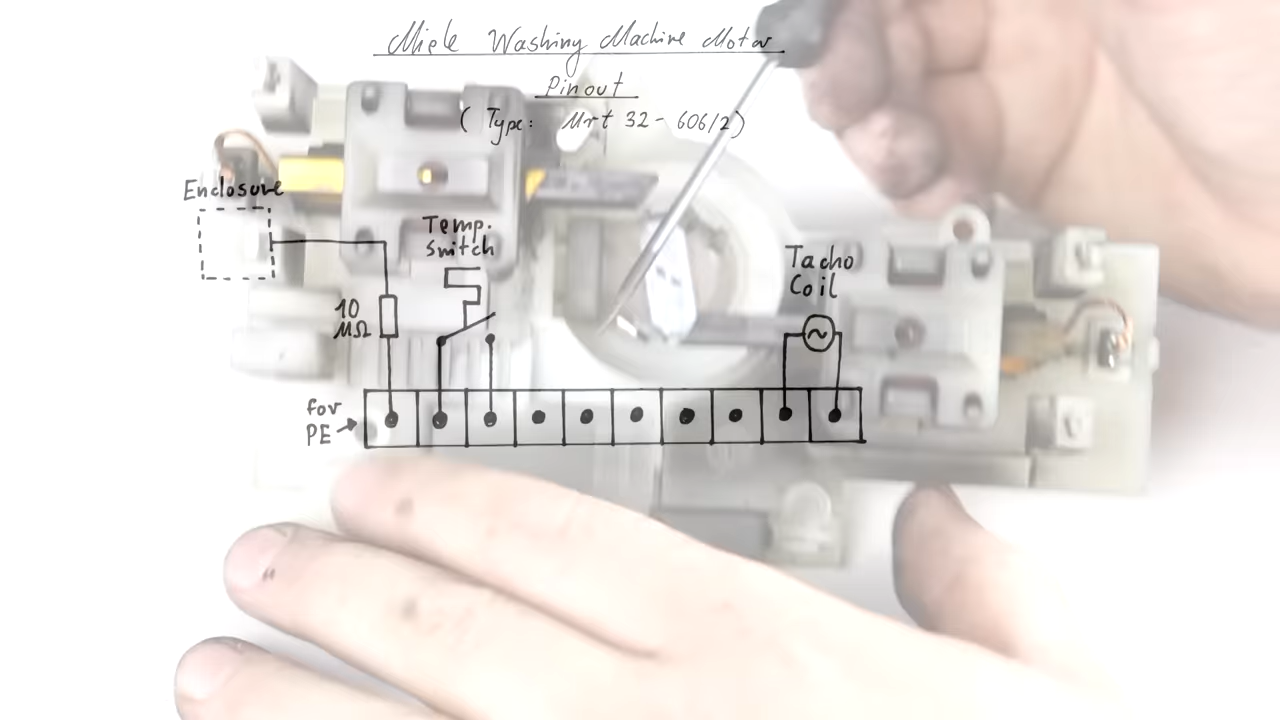 Miele Washing Machine Motor
Pinout
(Type: Mrt 32-606/2)
Enclosure
Temp.
Switch
Tacho
Coil
10
MΩ
~
for
PE